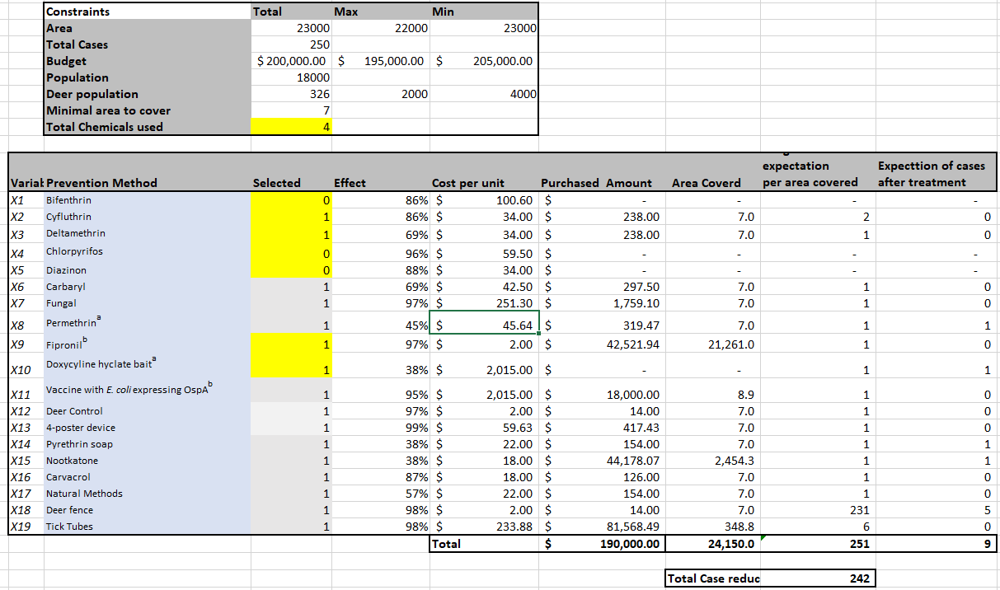 Constraints Total Max Min
Area 23000 22000 23000
Total Cases 250
Budget $ 200,000.00 $ 195,000.00 $ 205,000.00
Population 18000
Deer population 326 2000 4000
Minimal area to cover 7
Total Chemicals used 4
expectation Expecttion of cases
Varial Prevention Method Selected Effect Cost per unit Purchased Amount Area Coverd per area covered after treatment
X1 Bifenthrin 0 86% $ 100.60 $ - - - -
X2 Cyfluthrin 1 86% $ 34.00 $ 238.00 7.0 2 0
X3 Deltamethrin 1 69% $ 34.00 $ 238.00 7.0 1 0
X4 Chlorpyrifos 0 96% $ 59.50 $ - - - -
X5 Diazinon 0 88% $ 34.00 $ - - - -
X6 Carbaryl 1 69% $ 42.50 $ 297.50 7.0 1 0
X7 Fungal 1 97% $ 251.30 $ 1,759.10 7.0 1 0
X8 Permethrin a 1 45% $ 45.64 $ 319.47 7.0 1 1
X9 Fipronil b 1 97% $ 2.00 $ 42,521.94 21,261.0 1 0
X10 Doxycyline hyclate bait a 1 38% $ 2,015.00 $ - - 1 1
X11 Vaccine with E. coli expressing OspA b 1 95% $ 2,015.00 $ 18,000.00 8.9 1 0
X12 Deer Control 1 97% $ 2.00 $ 14.00 7.0 1 0
X13 4-poster device 1 99% $ 59.63 $ 417.43 7.0 1 0
X14 Pyrethrin soap 1 38% $ 22.00 $ 154.00 7.0 1 1
X15 Nootkatone 1 38% $ 18.00 $ 44,178.07 2,454.3 1 1
X16 Carvacrol 1 87% $ 18.00 $ 126.00 7.0 1 0
X17 Natural Methods 1 57% $ 22.00 $ 154.00 7.0 1 0
X18 Deer fence 1 98% $ 2.00 $ 14.00 7.0 231 5
X19 Tick Tubes 1 98% $ 233.88 $ 81,568.49 348.8 6 0
Total $ 190,000.00 24,150.0 251 9
Total Case reduc 242